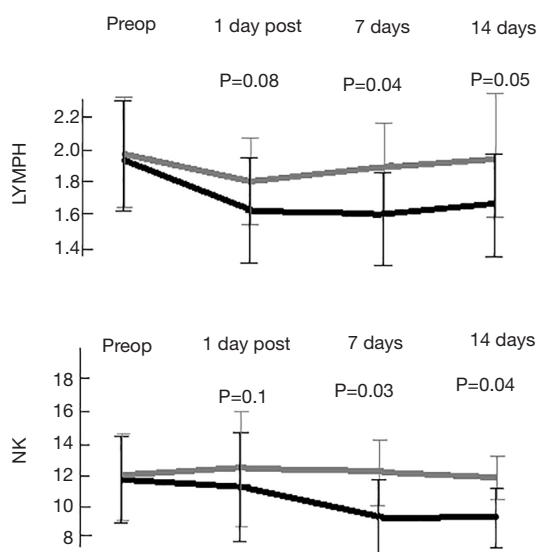 Preop 1 day post 7 days 14 days
P=0.08 P=0.04 P=0.05
LYMPH
2.2
2.0
1.8
1.6
1.4
Preop 1 day post 7 days 14 days
P=0.1 P=0.03 P=0.04
NK
18
16
14
12
10
8